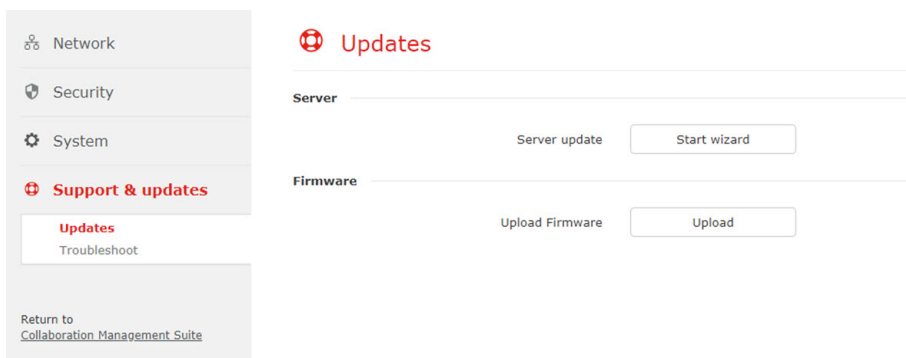 Network
Security
System
Support & updates
Updates
Troubleshoot
Return to
Collaboration Management Suite
Updates
Server
Server update Start wizard
Firmware
Upload Firmware Upload